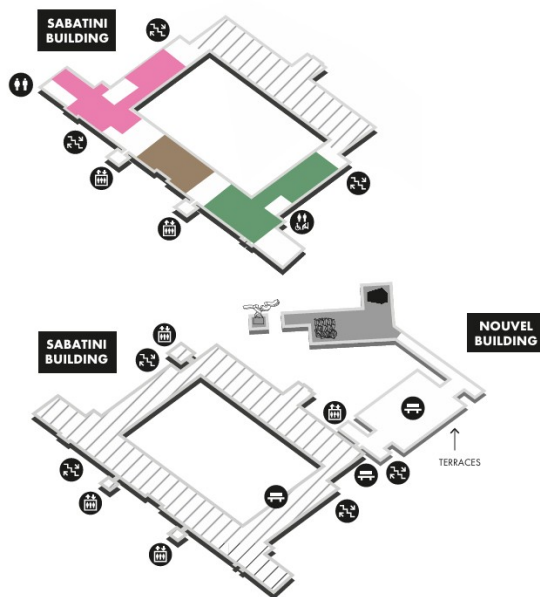 SABATINI
BUILDING
SABATINI
BUILDING
NOUVEL
BUILDING
TERRACES